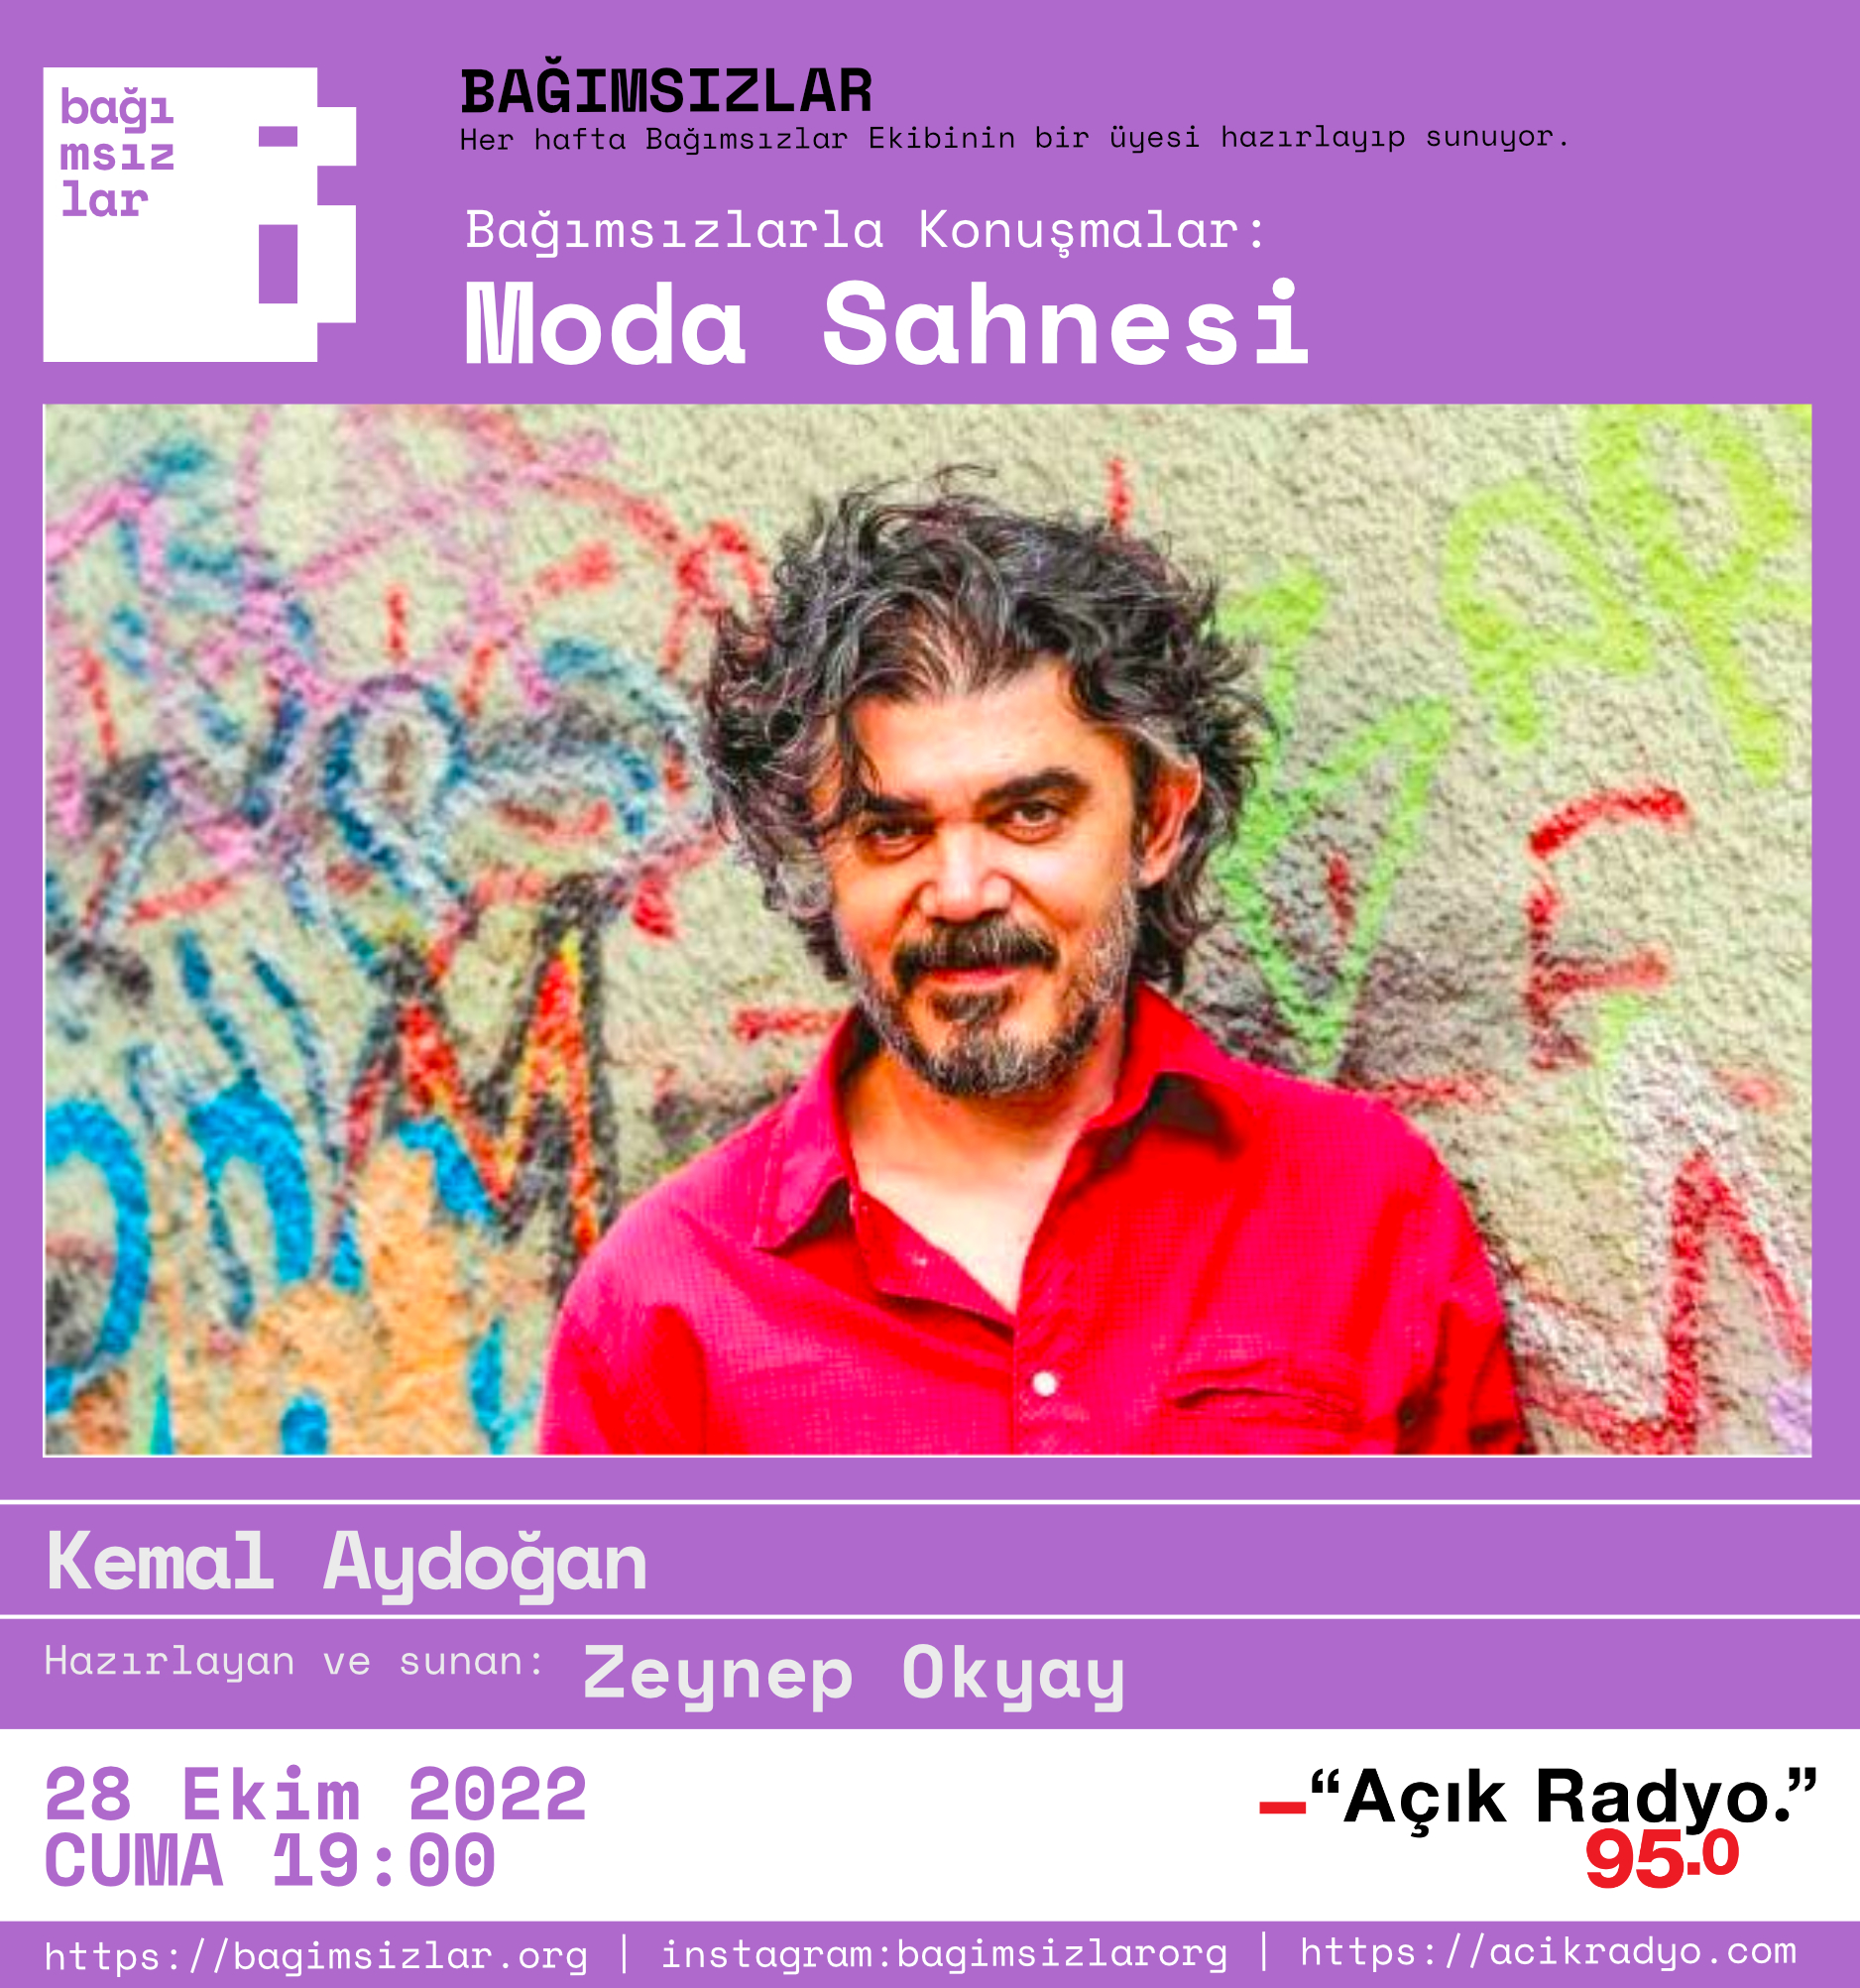 bağı
msız
lar
BAĞIMSIZLAR
Her hafta Bağımsızlar Ekibinin bir üyesi hazırlayıp sunuyor.
Bağımsızlarla Konuşmalar:
Moda Sahnesi
Kemal Aydoğan
Hazırlayan ve sunan: Zeynep Okyay
28 Ekim 2022
CUMA 19:00
–“Açık Radyo.”
95.0
https://bagimsizlar.org | instagram:bagimsizlarorg | https://acikradyo.com